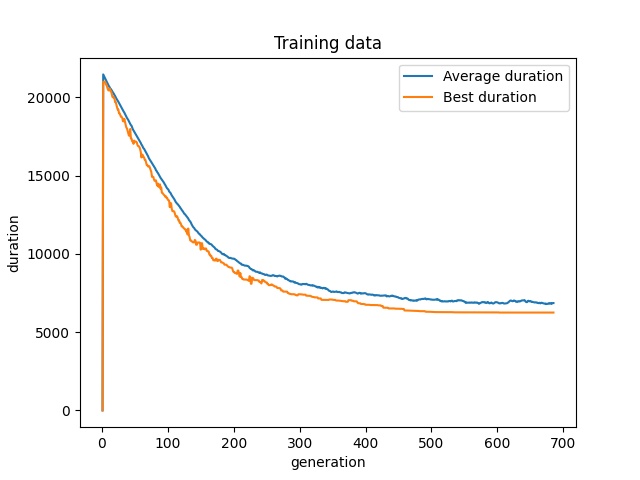 Training data
Average duration
Best duration
20000
15000
10000
5000
0
duration
0 100 200 300 400 500 600 700
generation